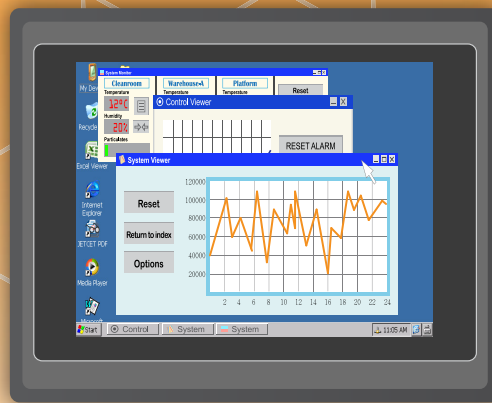 System Monitor
Cleanroom
Warehouse-A
Platform
Temperature
Temperature
Temperature
12°C
Reset
Humidity
20%
Particulates
My Dev
Recycle
Excel Viewer
Internet
Explorer
JETCET PDF
Media Player
Microsoft
Control Viewer
RESET ALARM
System Viewer
Reset
Return to index
Options
120000
100000
80000
60000
40000
20000
2 4 6 8 10 12 14 16 18 20 22 24
Start
Control
System
System
11:05 AM